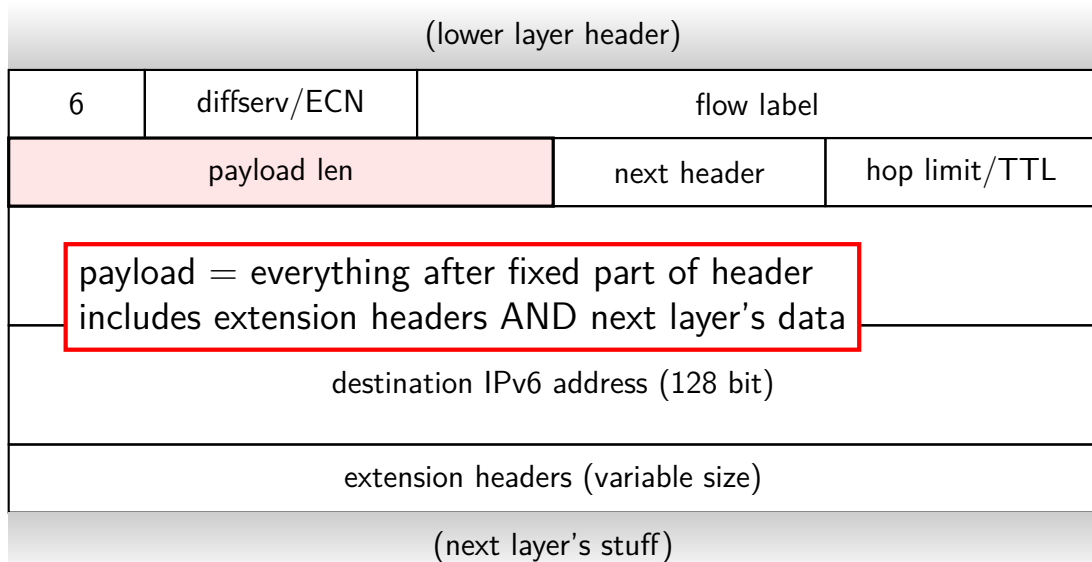 (lower layer header)
6 diffserv/ECN flow label
payload len next header hop limit/TTL
payload = everything after fixed part of header
includes extension headers AND next layer's data
destination IPv6 address (128 bit)
extension headers (variable size)
(next layer's stuff)